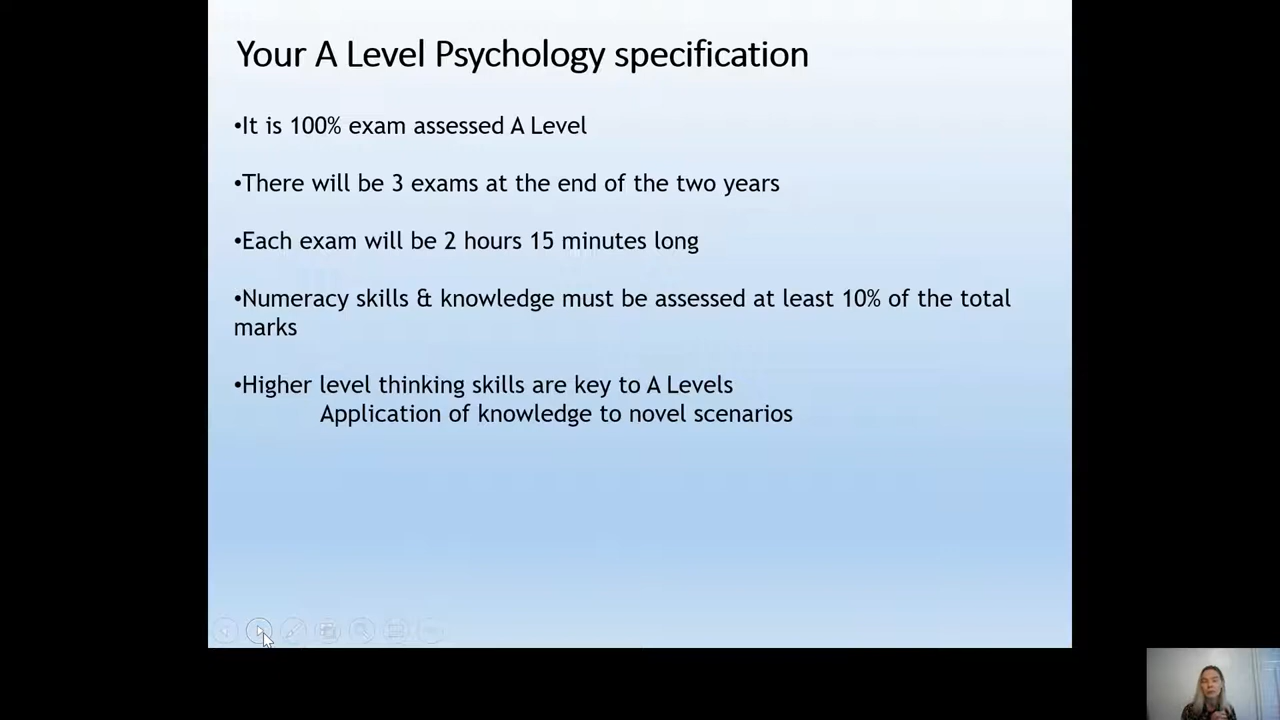 Your A Level Psychology specification
•It is 100% exam assessed A Level
•There will be 3 exams at the end of the two years
•Each exam will be 2 hours 15 minutes long
•Numeracy skills & knowledge must be assessed at least 10% of the total
marks
•Higher level thinking skills are key to A Levels
Application of knowledge to novel scenarios